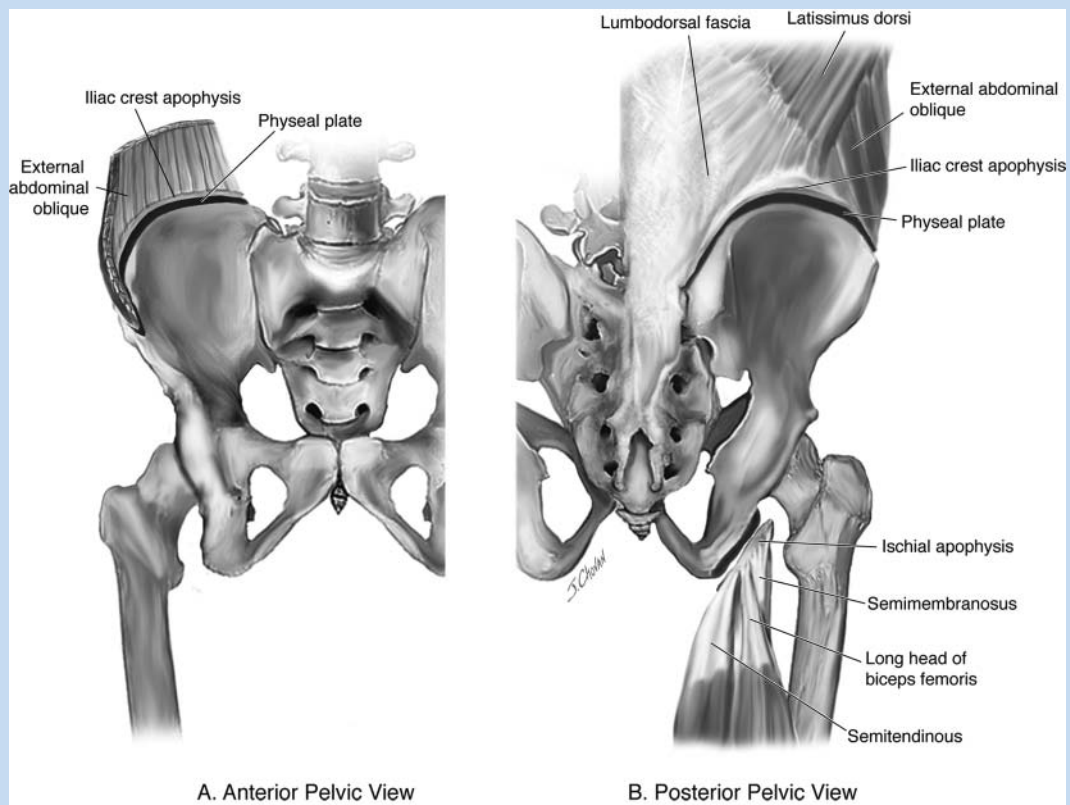 Iliac crest apophysis
Physeal plate
External
abdominal
oblique
Lumbodorsal fascia
Latissimus dorsi
External abdominal
oblique
Iliac crest apophysis
Physeal plate
Ischial apophysis
Semimembranosus
Long head of
biceps femoris
Semitendinous
J. Chovan
A. Anterior Pelvic View
B. Posterior Pelvic View